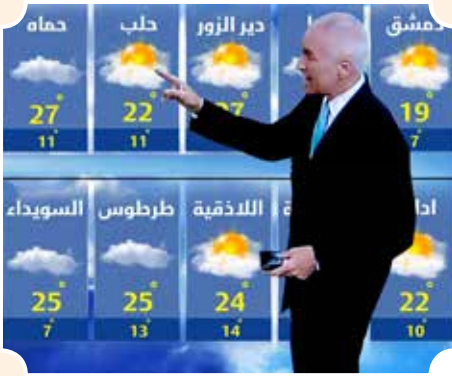 دمشق دير الزور حلب حماه
19° 22° 27°
7° 11° 11°
اللاذقية طرطوس السويداء
22° 24° 25° 25°
10° 14° 13° 7°